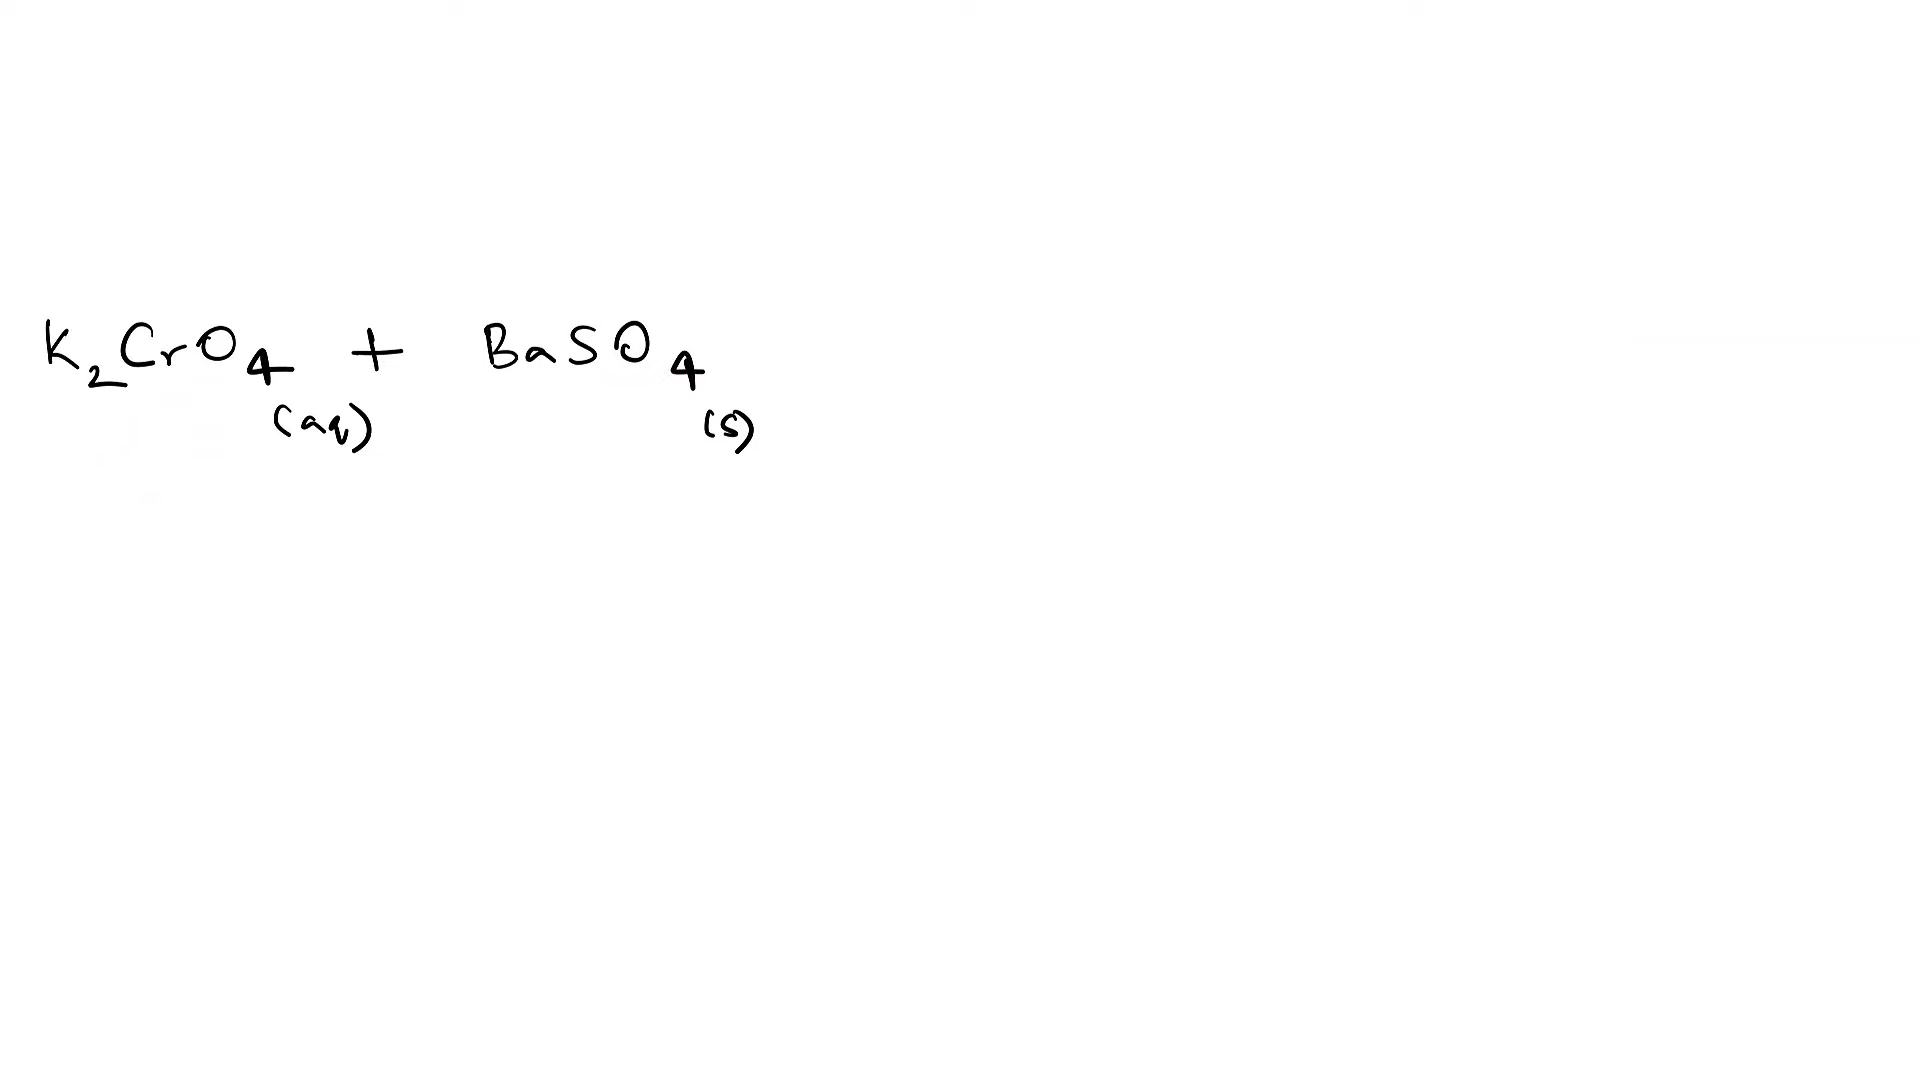 K₂CrO₄ + BaSO₄
(aq) (s)